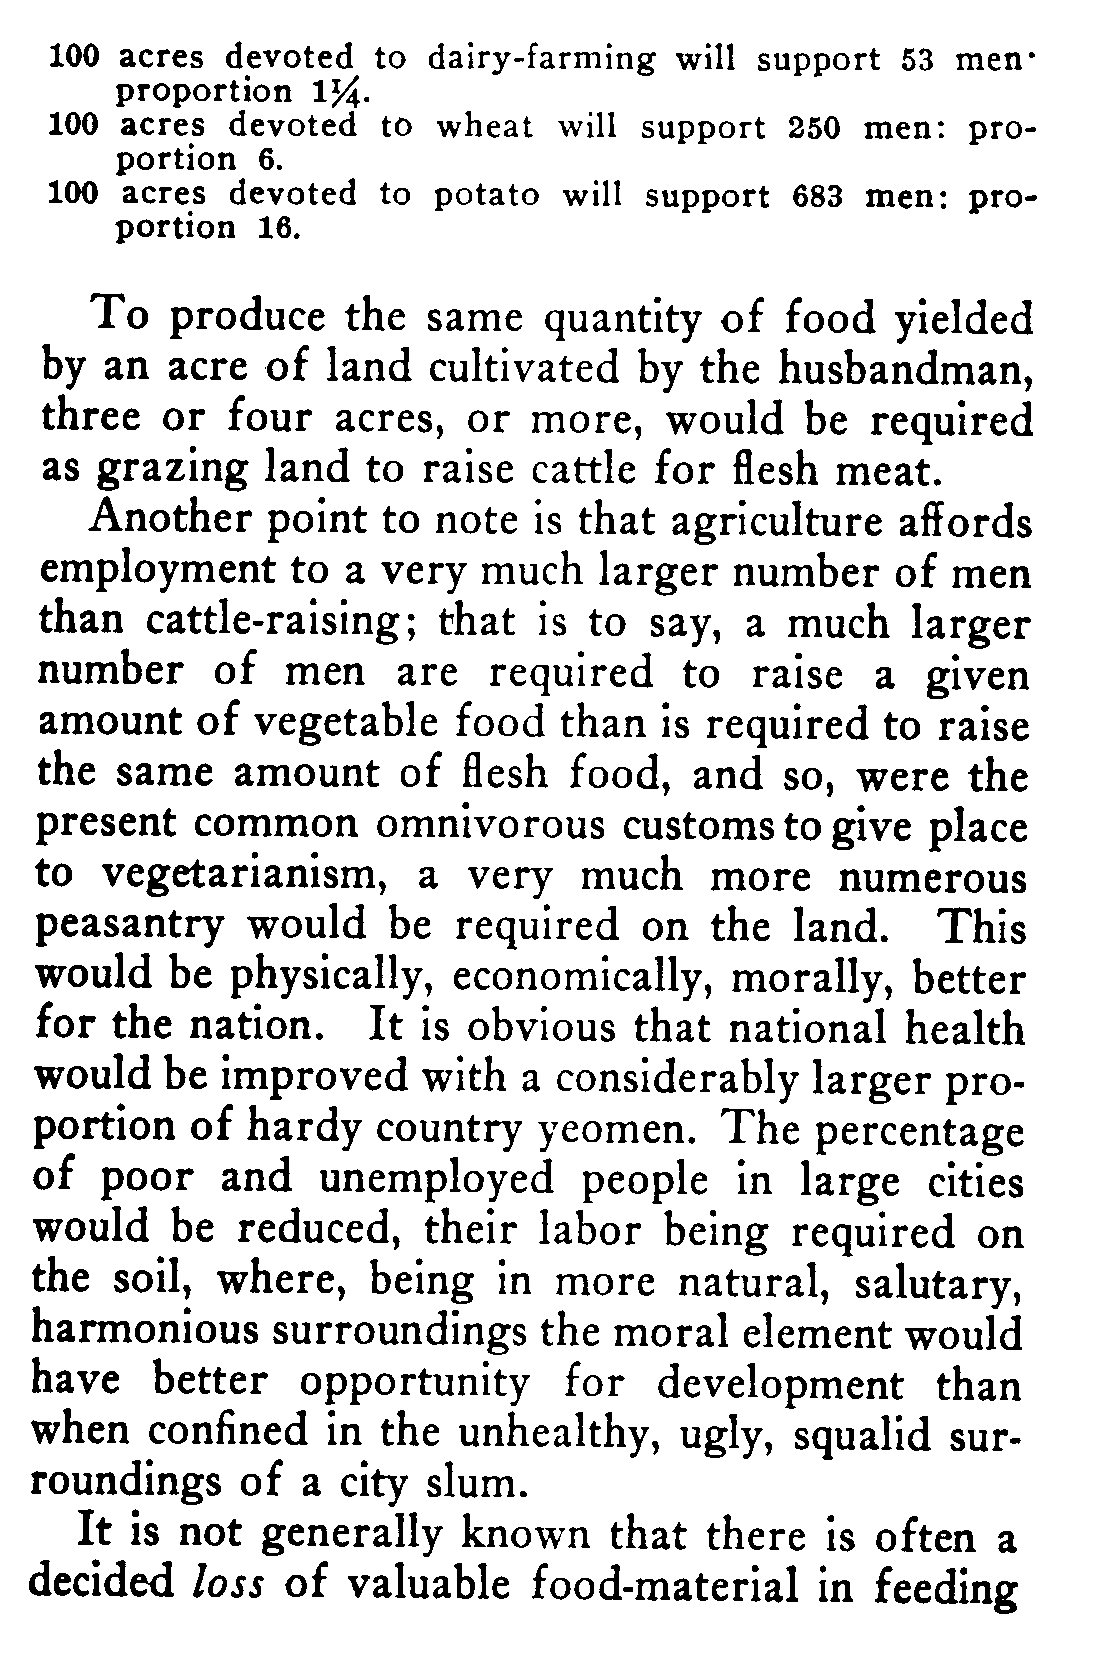 100 acres devoted to dairy-farming will support 53 men·
proportion 1¼.
100 acres devoted to wheat will support 250 men: pro-
portion 6.
100 acres devoted to potato will support 683 men: pro-
portion 16.
To produce the same quantity of food yielded
by an acre of land cultivated by the husbandman,
three or four acres, or more, would be required
as grazing land to raise cattle for flesh meat.
Another point to note is that agriculture affords
employment to a very much larger number of men
than cattle-raising; that is to say, a much larger
number of men are required to raise a given
amount of vegetable food than is required to raise
the same amount of flesh food, and so, were the
present common omnivorous customs to give place
to vegetarianism, a very much more numerous
peasantry would be required on the land. This
would be physically, economically, morally, better
for the nation. It is obvious that national health
would be improved with a considerably larger pro-
portion of hardy country yeomen. The percentage
of poor and unemployed people in large cities
would be reduced, their labor being required on
the soil, where, being in more natural, salutary,
harmonious surroundings the moral element would
have better opportunity for development than
when confined in the unhealthy, ugly, squalid sur-
roundings of a city slum.
It is not generally known that there is often a
decided loss of valuable food-material in feeding